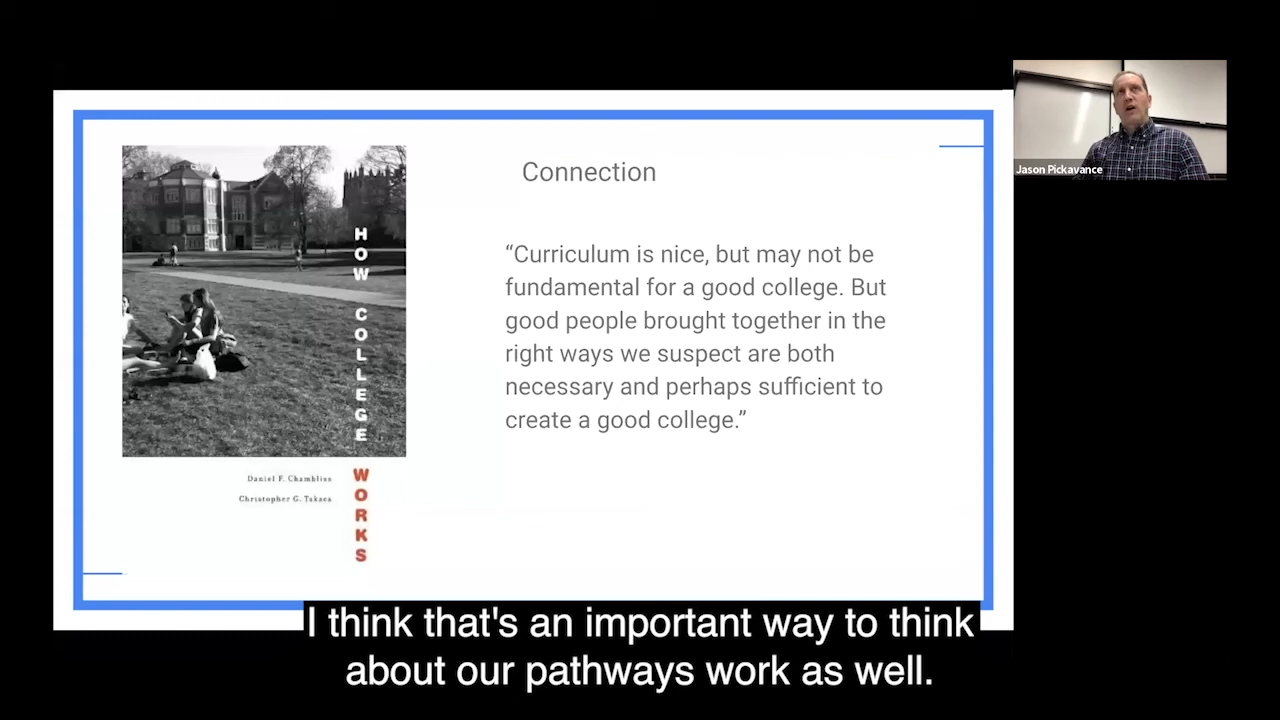 Connection
“Curriculum is nice, but may not be
fundamental for a good college. But
good people brought together in the
right ways we suspect are both
necessary and perhaps sufficient to
create a good college.”
HOW COLLEGE WORKS
Daniel F. Chambliss
Christopher G. Takacs
Jason Pickavance
I think that's an important way to think
about our pathways work as well.